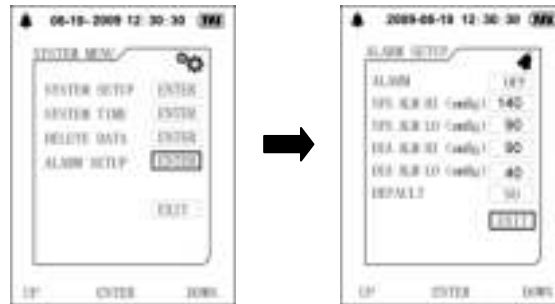 06-18-2009 12:30:30
SYSTEM MENU
SYSTEM SETUP ENTER
SYSTEM TIME ENTER
DELETE DATA ENTER
ALARM SETUP ENTER
EXIT
UP ENTER DOWN
2009-06-18 12:30:30
ALARM SETUP
ALARM OFF
SYS ALM HI (mmHg) 140
SYS ALM LO (mmHg) 90
DIA ALM HI (mmHg) 90
DIA ALM LO (mmHg) 40
DEFAULT NO
EXIT
UP ENTER DOWN